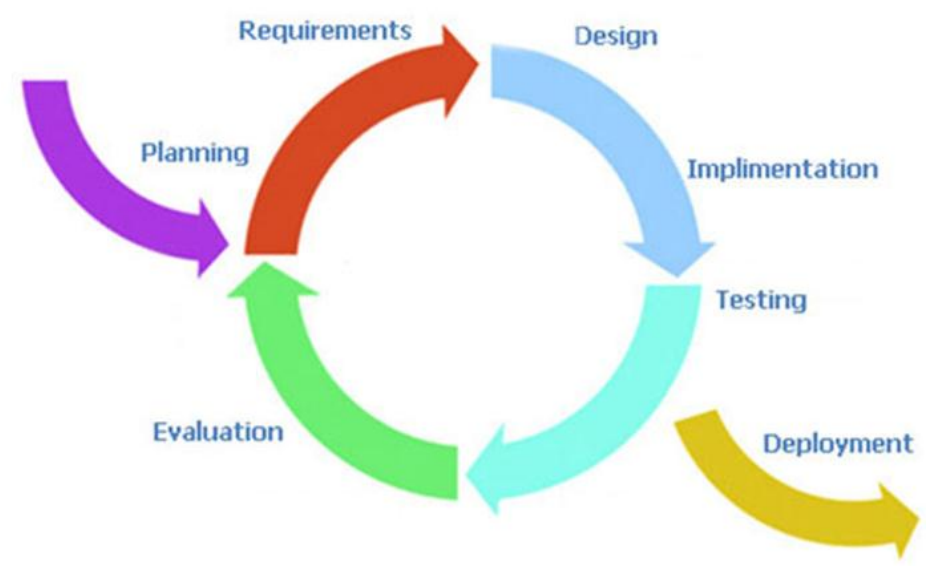 Requirements
Design
Planning
Implimentation
Testing
Evaluation
Deployment